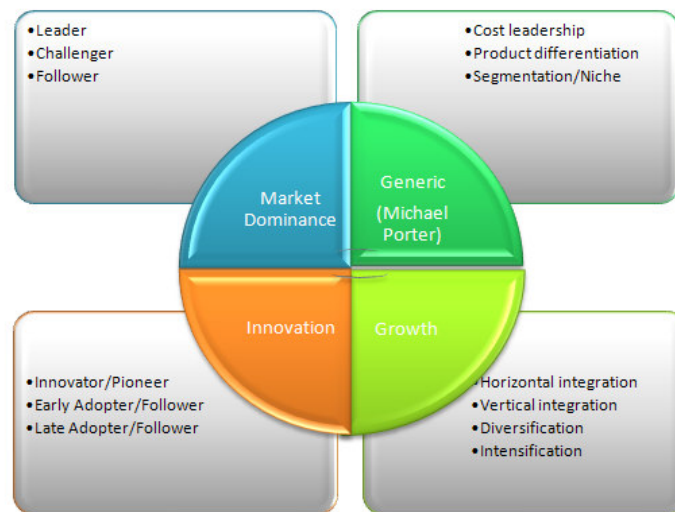 •Leader
•Challenger
•Follower
•Cost leadership
•Product differentiation
•Segmentation/Niche
Market
Dominance
Generic
(Michael
Porter)
Innovation
Growth
•Innovator/Pioneer
•Early Adopter/Follower
•Late Adopter/Follower
•Horizontal integration
•Vertical integration
•Diversification
•Intensification